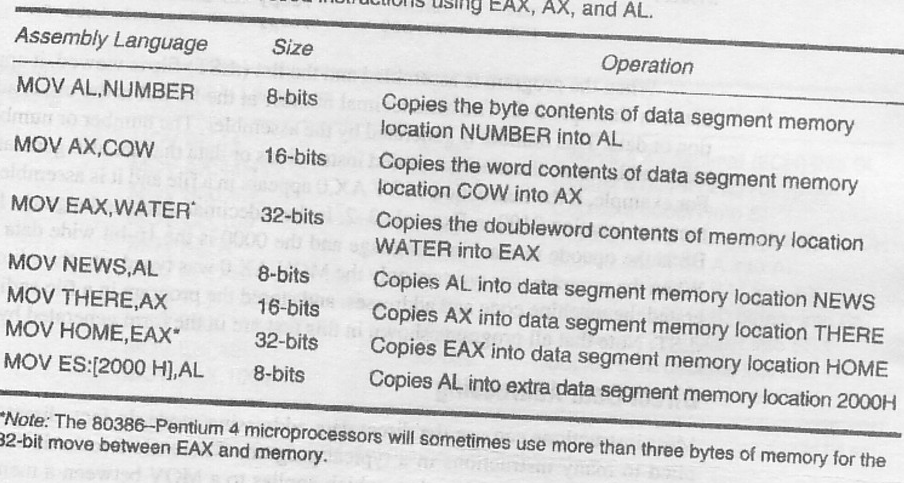 instructions using EAX, AX, and AL.
Assembly Language Size Operation
MOV AL,NUMBER 8-bits Copies the byte contents of data segment memory
location NUMBER into AL
MOV AX,COW 16-bits Copies the word contents of data segment memory
location COW into AX
MOV EAX,WATER* 32-bits Copies the doubleword contents of memory location
WATER into EAX
MOV NEWS,AL 8-bits Copies AL into data segment memory location NEWS
MOV THERE,AX 16-bits Copies AX into data segment memory location THERE
MOV HOME,EAX* 32-bits Copies EAX into data segment memory location HOME
MOV ES:[2000 H],AL 8-bits Copies AL into extra data segment memory location 2000H
*Note: The 80386–Pentium 4 microprocessors will sometimes use more than three bytes of memory for the
32-bit move between EAX and memory.